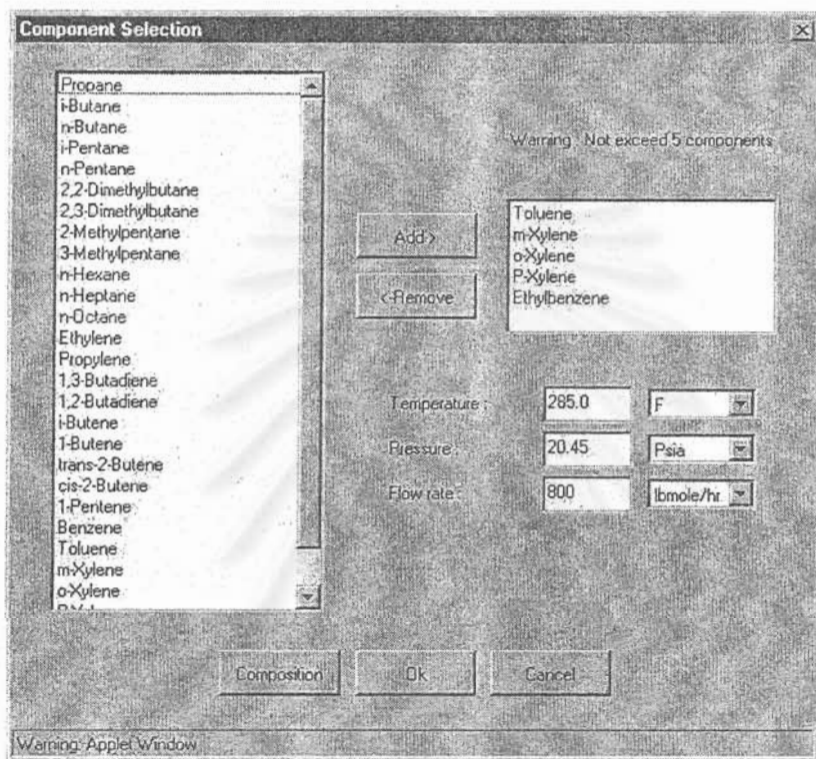 Component Selection
Propane
i-Butane
n-Butane
i-Pentane
n-Pentane
2,2-Dimethylbutane
2,3-Dimethylbutane
2-Methylpentane
3-Methylpentane
n-Hexane
n-Heptane
n-Octane
Ethylene
Propylene
1,3-Butadiene
1,2-Butadiene
i-Butene
1-Butene
trans-2-Butene
cis-2-Butene
1-Pentene
Benzene
Toluene
m-Xylene
o-Xylene
Add >
<-Remove
Warning : Not exceed 5 components
Toluene
m-Xylene
o-Xylene
P-Xylene
Ethylbenzene
Temperature : 285.0 F
Pressure : 20.45 Psia
Flow rate : 800 lbmole/hr
Composition Ok Cancel
Warning: Applet Window